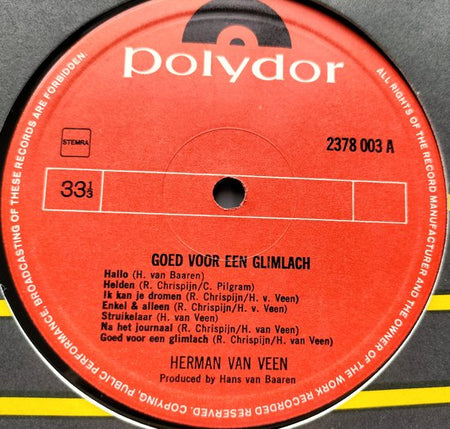 polydor
STEMRA
2378 003 A
33⅓
GOED VOOR EEN GLIMLACH
Hallo (H. van Baaren)
Helden (R. Chrispijn/C. Pilgram)
Ik kan je dromen (R. Chrispijn/H. v. Veen)
Enkel & alleen (R. Chrispijn/H. v. Veen)
Struikelaar (H. van Veen)
Na het journaal (R. Chrispijn/H. van Veen)
Goed voor een glimlach (R. Chrispijn/H. van Veen)
HERMAN VAN VEEN
Produced by Hans van Baaren
ALL RIGHTS OF THE RECORD MANUFACTURER AND THE OWNER OF THE WORK RECORDED RESERVED. COPYING, PUBLIC PERFORMANCE, BROADCASTING OF THESE RECORDS ARE FORBIDDEN.